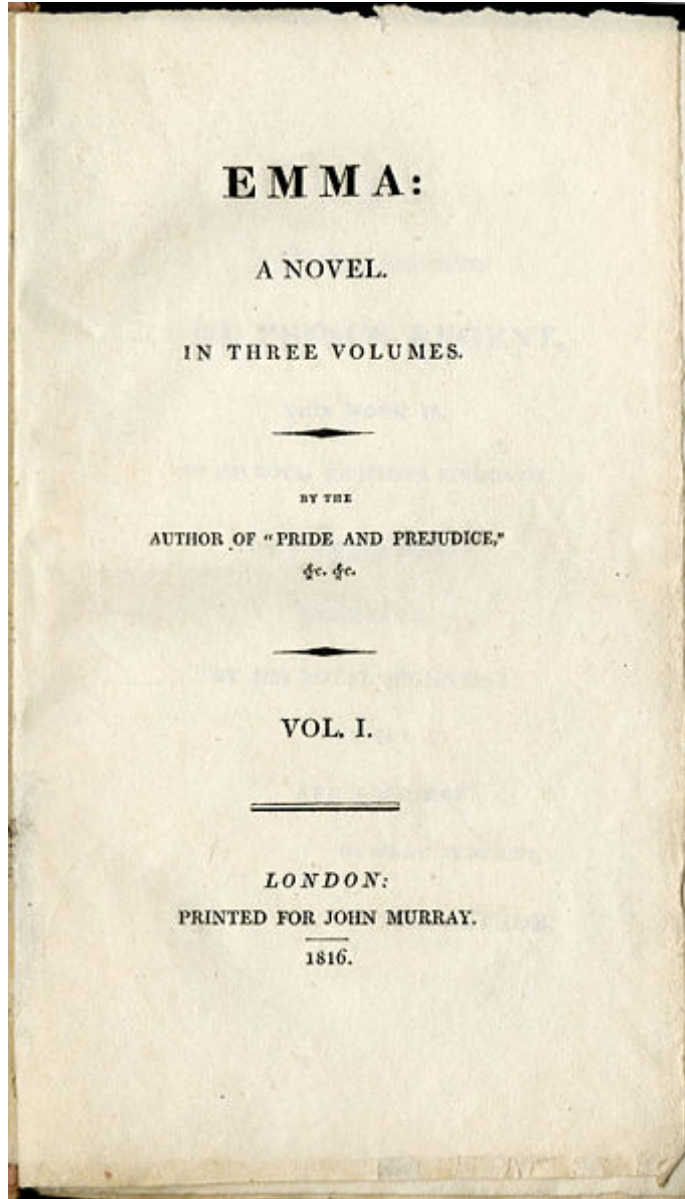 EMMA:
A NOVEL.
IN THREE VOLUMES.
BY THE
AUTHOR OF "PRIDE AND PREJUDICE,"
&c. &c.
VOL. I.
LONDON:
PRINTED FOR JOHN MURRAY.
1816.